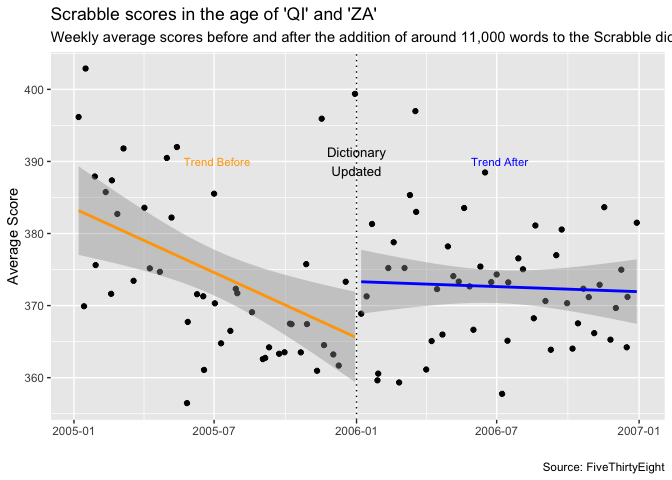 Scrabble scores in the age of 'QI' and 'ZA'
Weekly average scores before and after the addition of around 11,000 words to the Scrabble dic
Average Score
400
390
380
370
360
Trend Before
Dictionary
Updated
Trend After
2005-01
2005-07
2006-01
2006-07
2007-01
Source: FiveThirtyEight